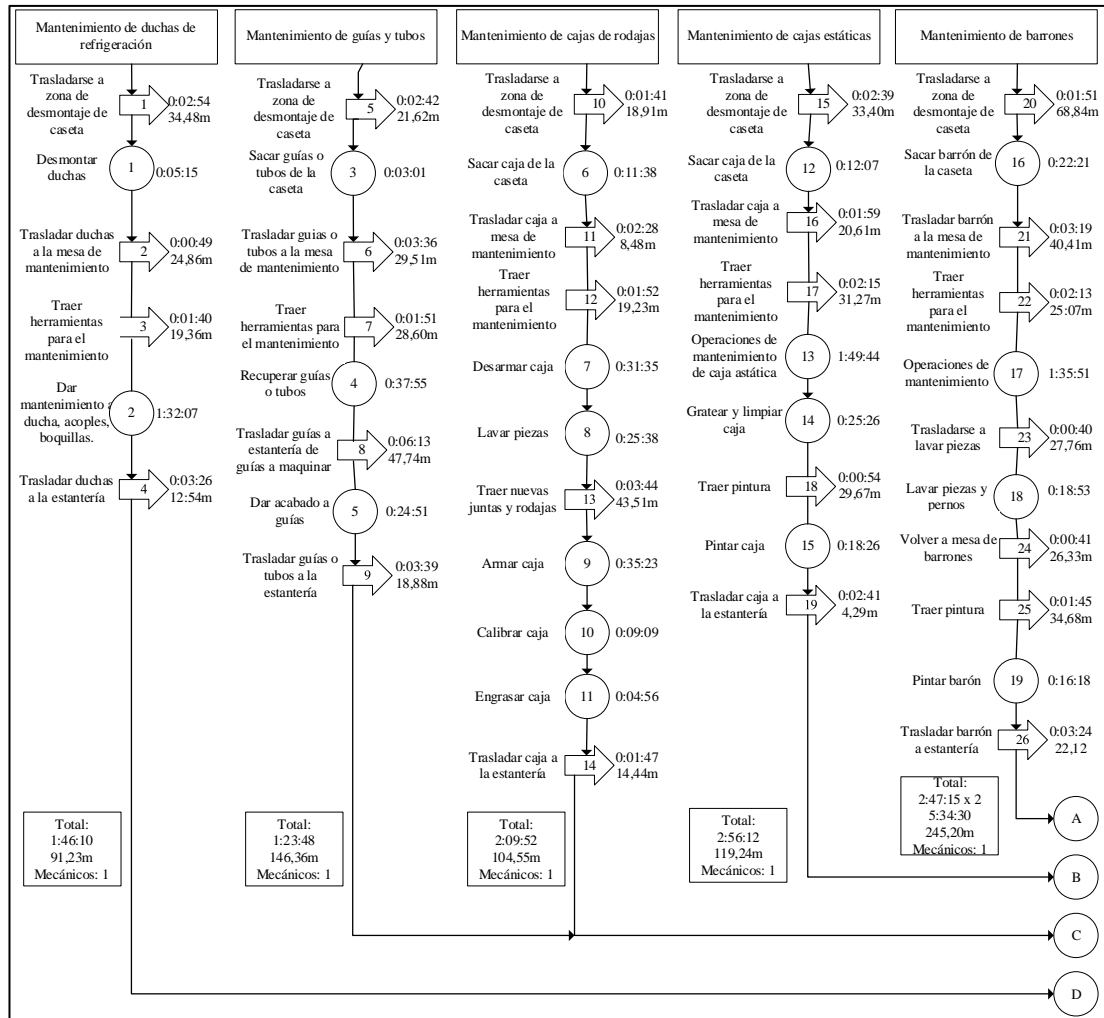 Mantenimiento de duchas de
refrigeración
Trasladarse a
zona de
desmontaje de
caseta
1
0:02:54
34,48m
Desmontar
duchas
1
0:05:15
Trasladar duchas
a la mesa de
mantenimiento
2
0:00:49
24,86m
Traer
herramientas
para el
mantenimiento
3
0:01:40
19,36m
Dar
mantenimiento a
ducha, acoples,
boquillas.
2
1:32:07
Trasladar duchas
a la estantería
4
0:03:26
12:54m
Total:
1:46:10
91,23m
Mecánicos: 1
Mantenimiento de guías y tubos
Trasladarse a
zona de
desmontaje de
caseta
5
0:02:42
21,62m
Sacar guías o
tubos de la
caseta
3
0:03:01
Trasladar guias o
tubos a la mesa
de mantenimiento
6
0:03:36
29,51m
Traer
herramientas para
el mantenimiento
7
0:01:51
28,60m
Recuperar guías
o tubos
4
0:37:55
Trasladar guías a
estantería de
guías a maquinar
8
0:06:13
47,74m
Dar acabado a
guías
5
0:24:51
Trasladar guías o
tubos a la
estantería
9
0:03:39
18,88m
Total:
1:23:48
146,36m
Mecánicos: 1
Mantenimiento de cajas de rodajas
Trasladarse a
zona de
desmontaje de
caseta
10
0:01:41
18,91m
Sacar caja de la
caseta
6
0:11:38
Trasladar caja a
mesa de
mantenimiento
11
0:02:28
8,48m
Traer
herramientas
para el
mantenimiento
12
0:01:52
19,23m
Desarmar caja
7
0:31:35
Lavar piezas
8
0:25:38
Traer nuevas
juntas y rodajas
13
0:03:44
43,51m
Armar caja
9
0:35:23
Calibrar caja
10
0:09:09
Engrasar caja
11
0:04:56
Trasladar caja a
la estantería
14
0:01:47
14,44m
Total:
2:09:52
104,55m
Mecánicos: 1
Mantenimiento de cajas estáticas
Trasladarse a
zona de
desmontaje de
caseta
15
0:02:39
33,40m
Sacar caja de la
caseta
12
0:12:07
Trasladar caja a
mesa de
mantenimiento
16
0:01:59
20,61m
Traer
herramientas
para el
mantenimiento
17
0:02:15
31,27m
Operaciones de
mantenimiento
de caja astática
13
1:49:44
Gratear y limpiar
caja
14
0:25:26
Traer pintura
18
0:00:54
29,67m
Pintar caja
15
0:18:26
Trasladar caja a
la estantería
19
0:02:41
4,29m
Total:
2:56:12
119,24m
Mecánicos: 1
Mantenimiento de barrones
Trasladarse a
zona de
desmontaje de
caseta
20
0:01:51
68,84m
Sacar barrón de
la caseta
16
0:22:21
Trasladar barrón
a la mesa de
mantenimiento
21
0:03:19
40,41m
Traer
herramientas
para el
mantenimiento
22
0:02:13
25:07m
Operaciones de
mantenimiento
17
1:35:51
Trasladarse a
lavar piezas
23
0:00:40
27,76m
Lavar piezas y
pernos
18
0:18:53
Volver a mesa de
barrones
24
0:00:41
26,33m
Traer pintura
25
0:01:45
34,68m
Pintar barón
19
0:16:18
Trasladar barrón
a estantería
26
0:03:24
22,12
Total:
2:47:15 x 2
5:34:30
245,20m
Mecánicos: 1
A
B
C
D